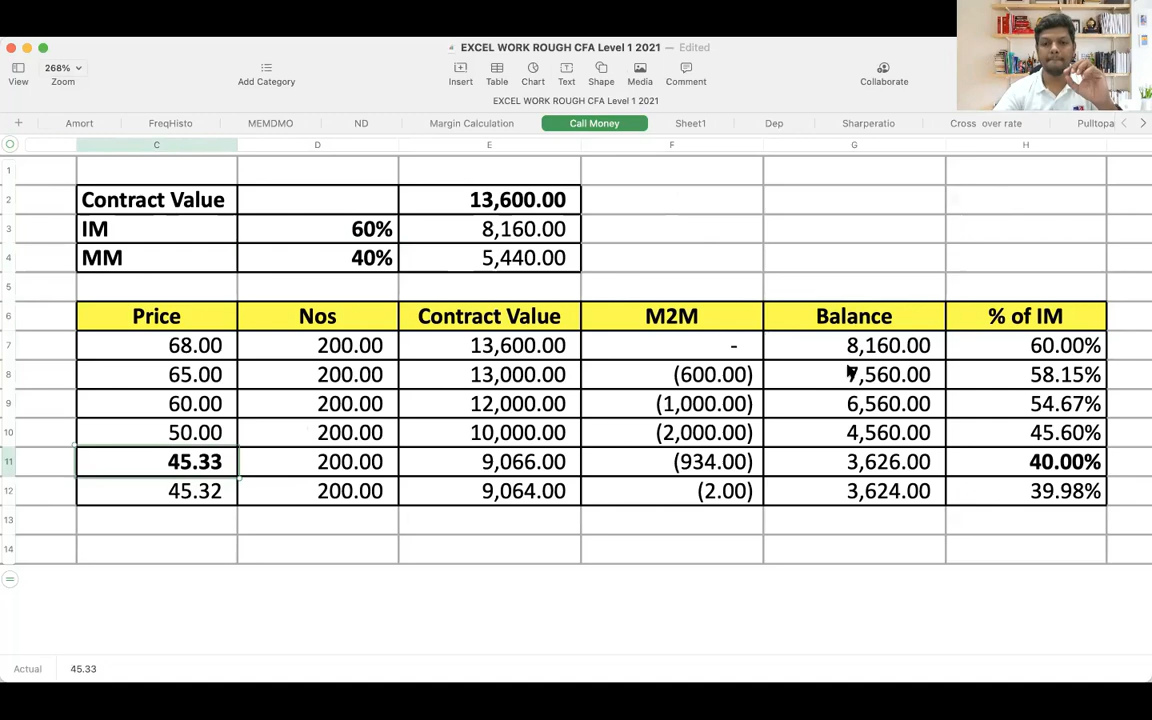 EXCEL WORK ROUGH CFA Level 1 2021 — Edited
268%
View Zoom Add Category Insert Table Chart Text Shape Media Comment Collaborate
EXCEL WORK ROUGH CFA Level 1 2021
Amort FreqHisto MEMDMO ND Margin Calculation Call Money Sheet1 Dep Sharperatio Cross over rate Pulltopa
C D E F G H
1
2 Contract Value 13,600.00
3 IM 60% 8,160.00
4 MM 40% 5,440.00
5
6 Price Nos Contract Value M2M Balance % of IM
7 68.00 200.00 13,600.00 - 8,160.00 60.00%
8 65.00 200.00 13,000.00 (600.00) 7,560.00 58.15%
9 60.00 200.00 12,000.00 (1,000.00) 6,560.00 54.67%
10 50.00 200.00 10,000.00 (2,000.00) 4,560.00 45.60%
11 45.33 200.00 9,066.00 (934.00) 3,626.00 40.00%
12 45.32 200.00 9,064.00 (2.00) 3,624.00 39.98%
13
14
Actual 45.33